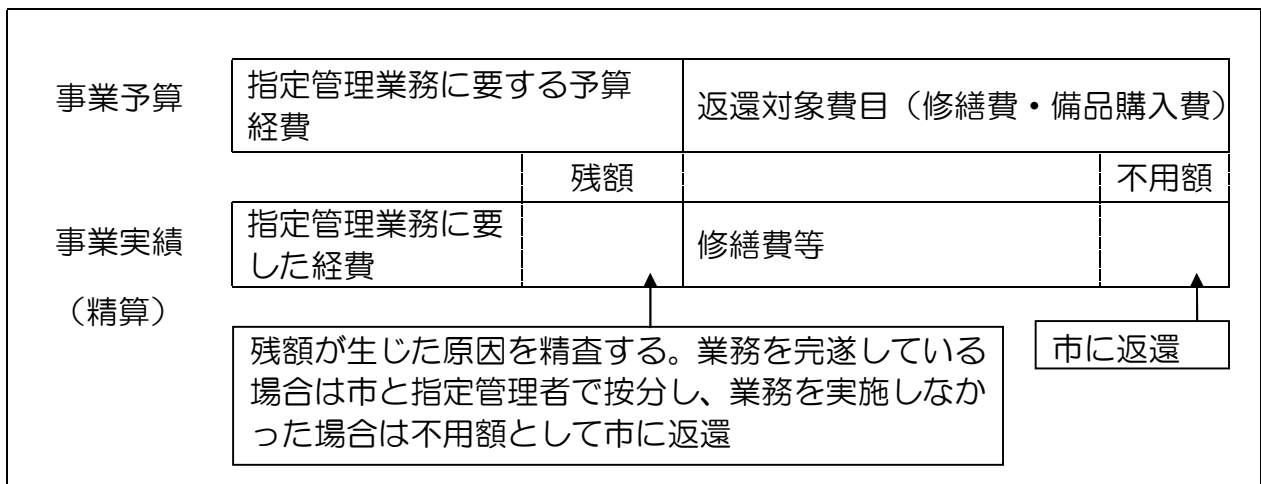 事業予算
指定管理業務に要する予算
経費
返還対象費目（修繕費・備品購入費）
残額
不用額
事業実績
（精算）
指定管理業務に要
した経費
修繕費等
残額が生じた原因を精査する。業務を完遂している
場合は市と指定管理者で按分し、業務を実施しなか
った場合は不用額として市に返還
市に返還